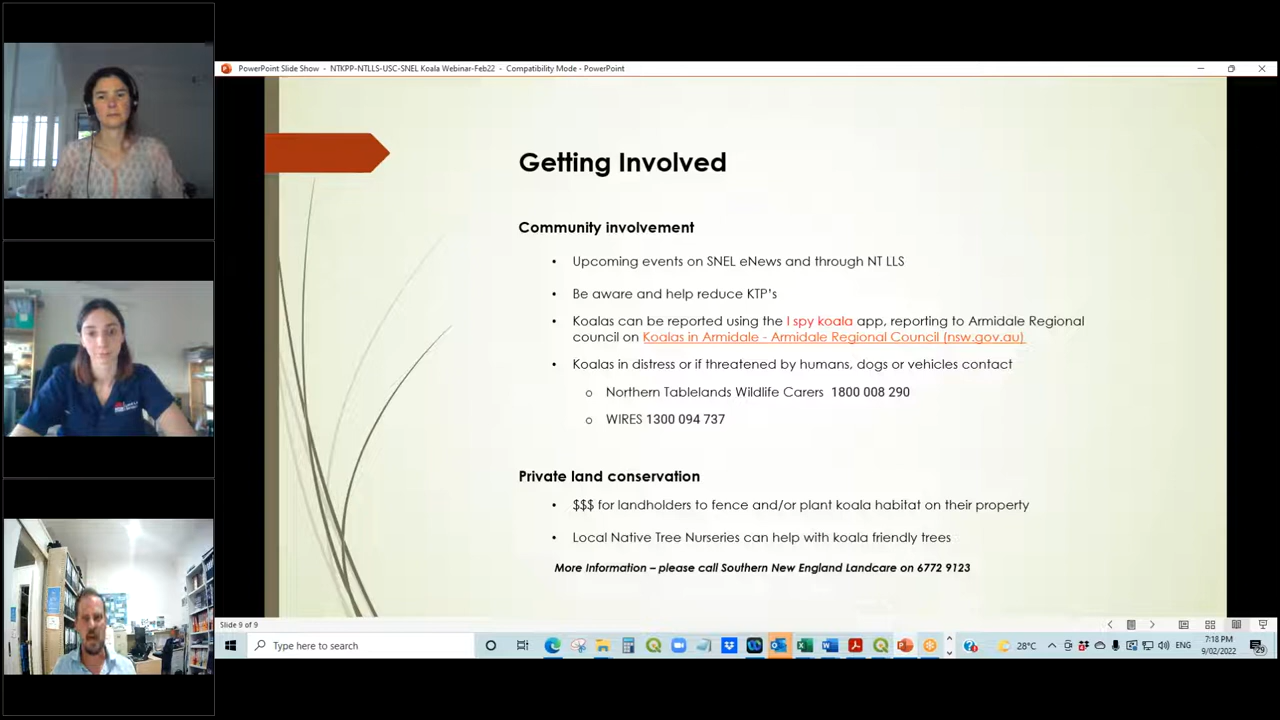 PowerPoint Slide Show - NTKPP-NTLLS-USC-SNEL Koala Webinar-Feb22 - Compatibility Mode - PowerPoint
Getting Involved
Community involvement
• Upcoming events on SNEL eNews and through NT LLS
• Be aware and help reduce KTP's
• Koalas can be reported using the I spy koala app, reporting to Armidale Regional
council on Koalas in Armidale - Armidale Regional Council (nsw.gov.au)
• Koalas in distress or if threatened by humans, dogs or vehicles contact
o Northern Tablelands Wildlife Carers 1800 008 290
o WIRES 1300 094 737
Private land conservation
• $$$ for landholders to fence and/or plant koala habitat on their property
• Local Native Tree Nurseries can help with koala friendly trees
More Information – please call Southern New England Landcare on 6772 9123
Slide 9 of 9
Type here to search
28°C
ENG
7:18 PM
9/02/2022
29